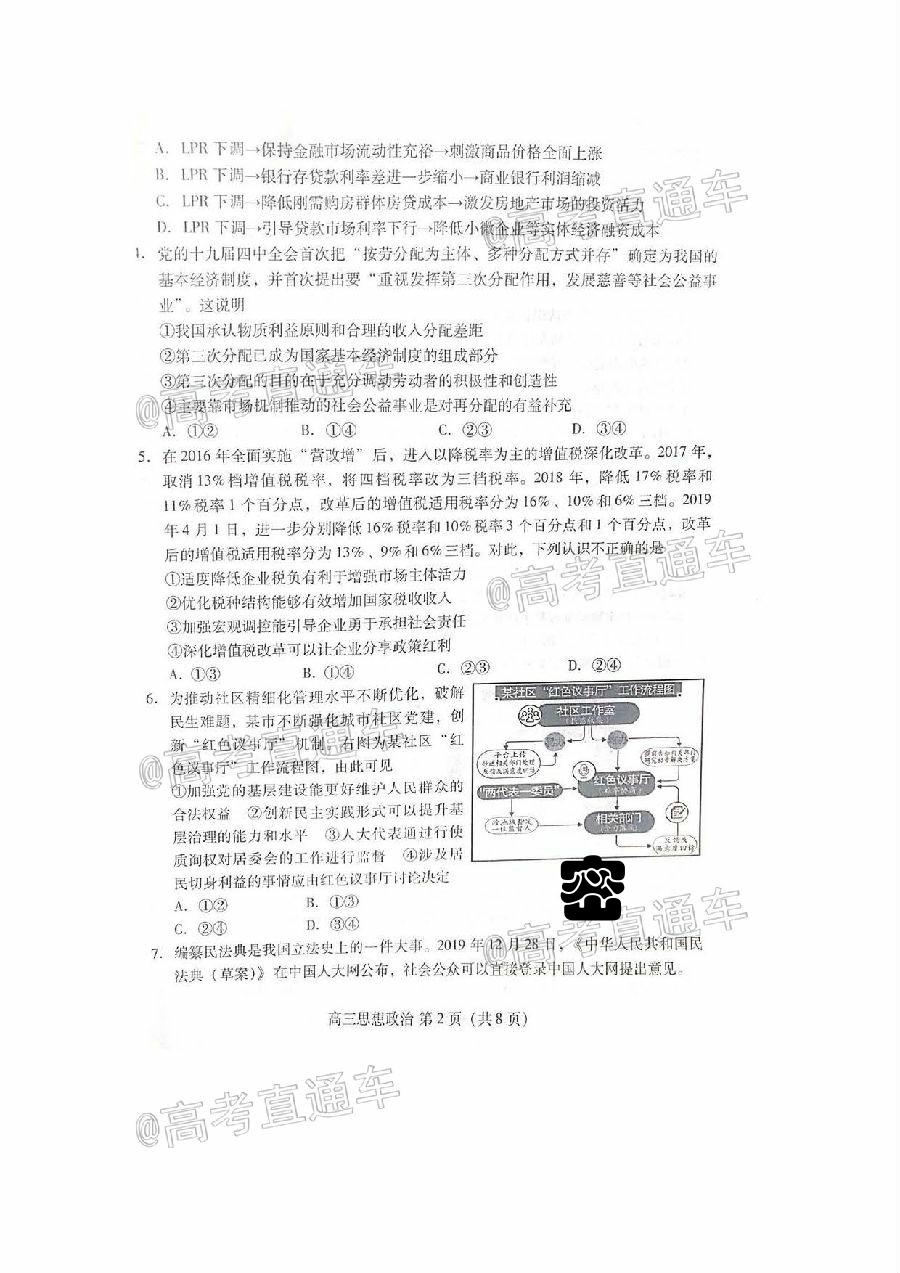 A. LPR 下调→保持金融市场流动性充裕→刺激商品价格全面上涨
B. LPR 下调→银行存贷款利率差进一步缩小→商业银行利润缩减
C. LPR 下调→降低刚需购房群体房贷成本→激发房地产市场的投资活力
D. LPR 下调→引导贷款市场利率下行→降低小微企业等实体经济融资成本
4. 党的十九届四中全会首次把“按劳分配为主体、多种分配方式并存”确定为我国的
基本经济制度，并首次提出要“重视发挥第三次分配作用，发展慈善等社会公益事
业”。这说明
①我国承认物质利益原则和合理的收入分配差距
②第三次分配已成为国家基本经济制度的组成部分
③第三次分配的目的在于充分调动劳动者的积极性和创造性
④主要靠市场机制推动的社会公益事业是对再分配的有益补充
A. ①② B. ①④ C. ②③ D. ③④
5. 在2016年全面实施“营改增”后，进入以降税率为主的增值税深化改革。2017年，
取消13%档增值税税率，将四档税率改为三档税率。2018年，降低17%税率和
11%税率1个百分点，改革后的增值税适用税率分为16%、10%和6%三档。2019
年4月1日，进一步分别降低16%税率和10%税率3个百分点和1个百分点，改革
后的增值税适用税率分为13%、9%和6%三档。对此，下列认识不正确的是
①适度降低企业税负有利于增强市场主体活力
②优化税种结构能够有效增加国家税收收入
③加强宏观调控能引导企业勇于承担社会责任
④深化增值税改革可以让企业分享政策红利
A. ①③ B. ①④ C. ②③ D. ②④
6. 为推动社区精细化管理水平不断优化，破解
民生难题，某市不断强化城市社区党建，创
新“红色议事厅”机制。右图为某社区“红
色议事厅”工作流程图，由此可见
①加强党的基层建设能更好维护人民群众的
合法权益 ②创新民主实践形式可以提升基
层治理的能力和水平 ③人大代表通过行使
质询权对居委会的工作进行监督 ④涉及居
民切身利益的事情应由红色议事厅讨论决定
A. ①② B. ①③
C. ②④ D. ③④
某社区“红色议事厅”工作流程图
社区工作室
红色议事厅
“两代表一委员”
相关部门
密
7. 编纂民法典是我国立法史上的一件大事。2019年12月28日，《中华人民共和国民
法典（草案）》在中国人大网公布，社会公众可以直接登录中国人大网提出意见。
高三思想政治 第2页（共8页）
@高考直通车
@高考直通车
@高考直通车
@高考直通车
@高考直通车
@高考直通车
@高考直通车
@高考直通车